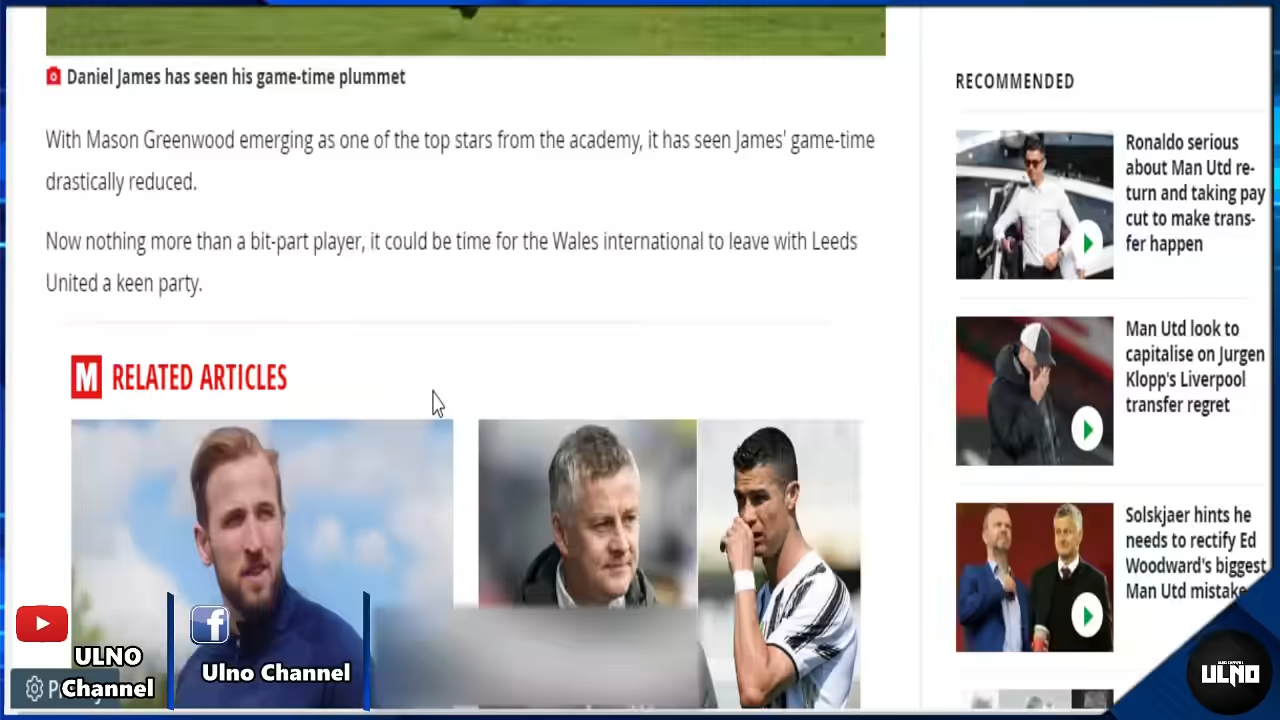 Daniel James has seen his game-time plummet
With Mason Greenwood emerging as one of the top stars from the academy, it has seen James' game-time
drastically reduced.
Now nothing more than a bit-part player, it could be time for the Wales international to leave with Leeds
United a keen party.
M RELATED ARTICLES
RECOMMENDED
Ronaldo serious
about Man Utd re-
turn and taking pay
cut to make trans-
fer happen
Man Utd look to
capitalise on Jurgen
Klopp's Liverpool
transfer regret
Solskjaer hints he
needs to rectify Ed
Woodward's biggest
Man Utd mistake
ULNO
Channel
f
Ulno Channel
ULNO